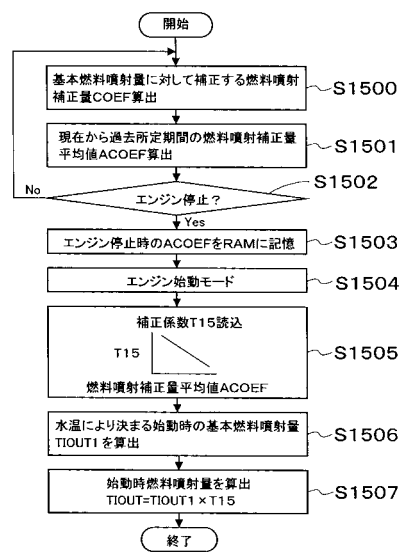 開始
基本燃料噴射量に対して補正する燃料噴射
補正量COEF算出
S1500
現在から過去所定期間の燃料噴射補正量
平均値ACOEF算出
S1501
S1502
No
エンジン停止?
Yes
エンジン停止時のACOEFをRAMに記憶
S1503
エンジン始動モード
S1504
補正係数T15読込
T15
S1505
燃料噴射補正量平均値ACOEF
水温により決まる始動時の基本燃料噴射量
TIOUT1を算出
S1506
始動時燃料噴射量を算出
TIOUT=TIOUT1×T15
S1507
終了